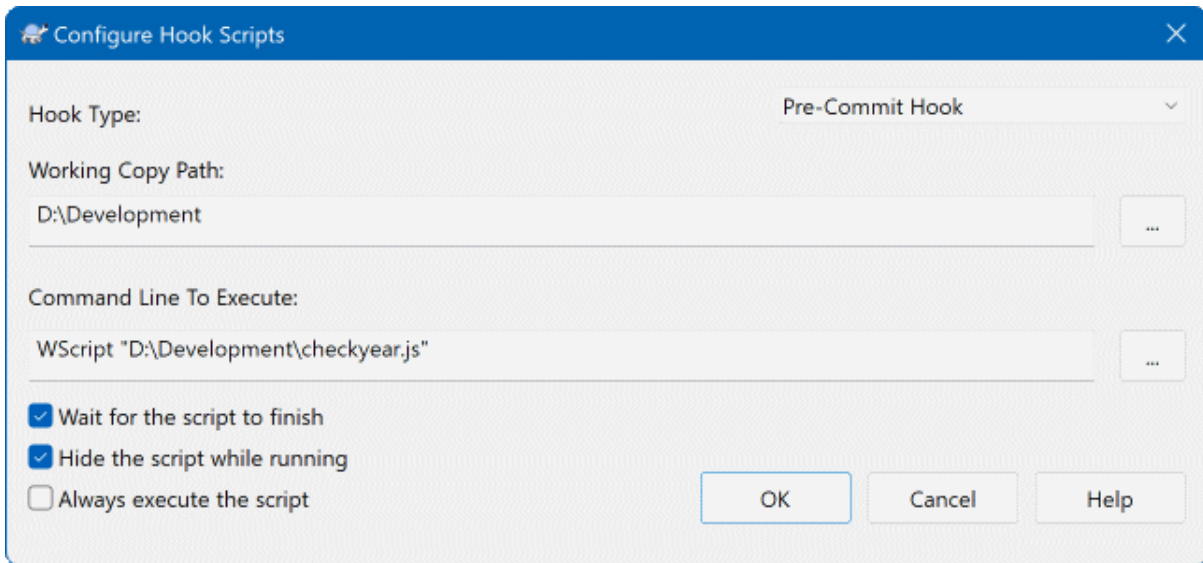 Configure Hook Scripts
Hook Type: Pre-Commit Hook
Working Copy Path:
D:\Development
...
Command Line To Execute:
WScript "D:\Development\checkyear.js"
...
Wait for the script to finish
Hide the script while running
Always execute the script
OK Cancel Help